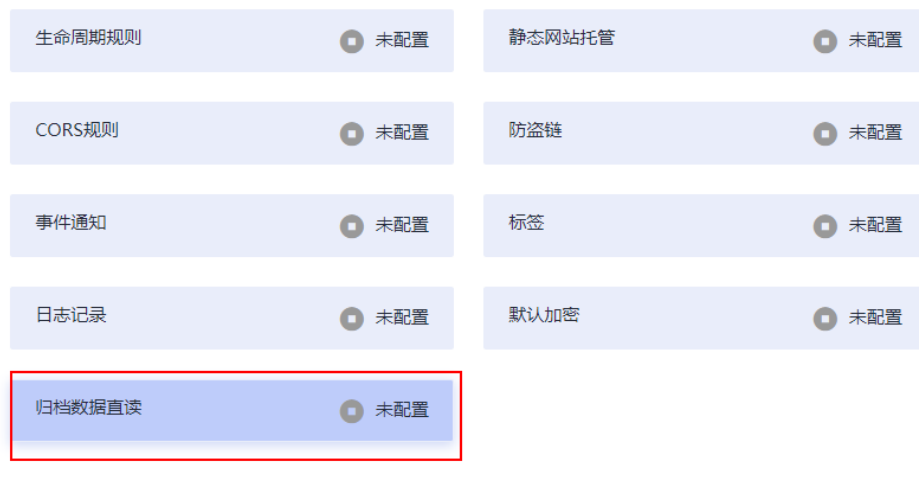 生命周期规则 未配置 静态网站托管 未配置
CORS规则 未配置 防盗链 未配置
事件通知 未配置 标签 未配置
日志记录 未配置 默认加密 未配置
归档数据直读 未配置